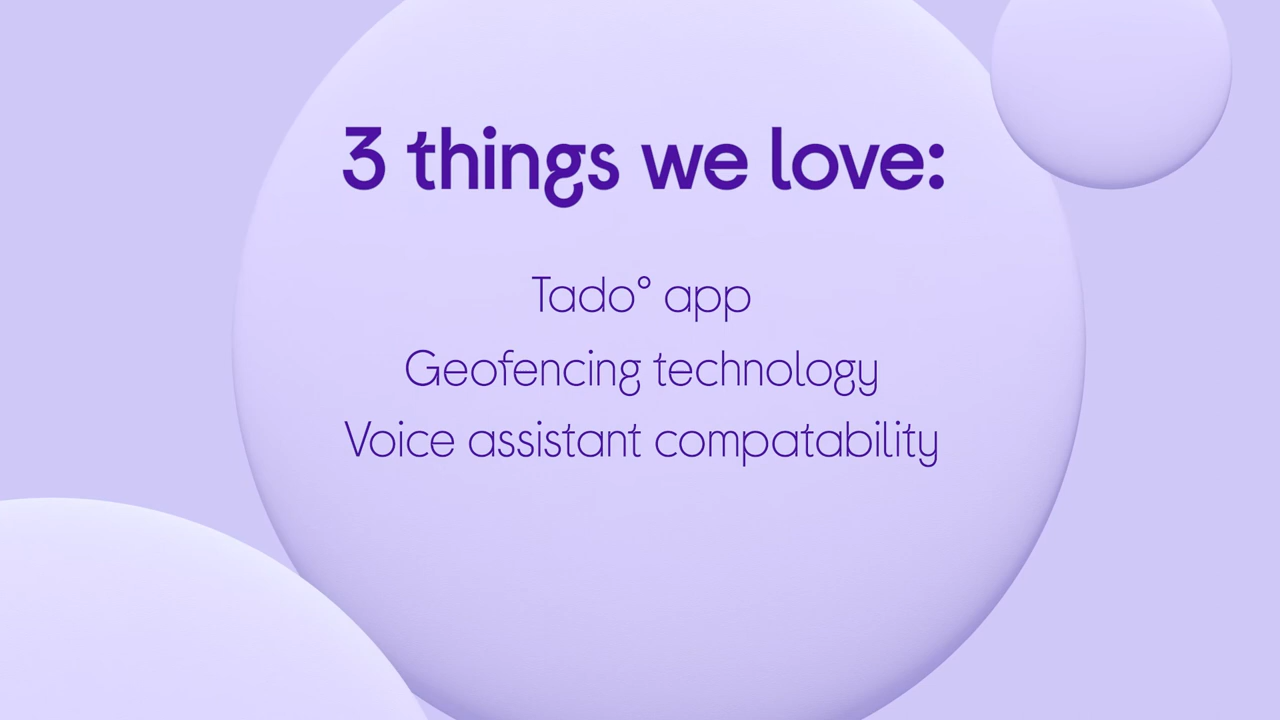 3 things we love:
Tado° app
Geofencing technology
Voice assistant compatability